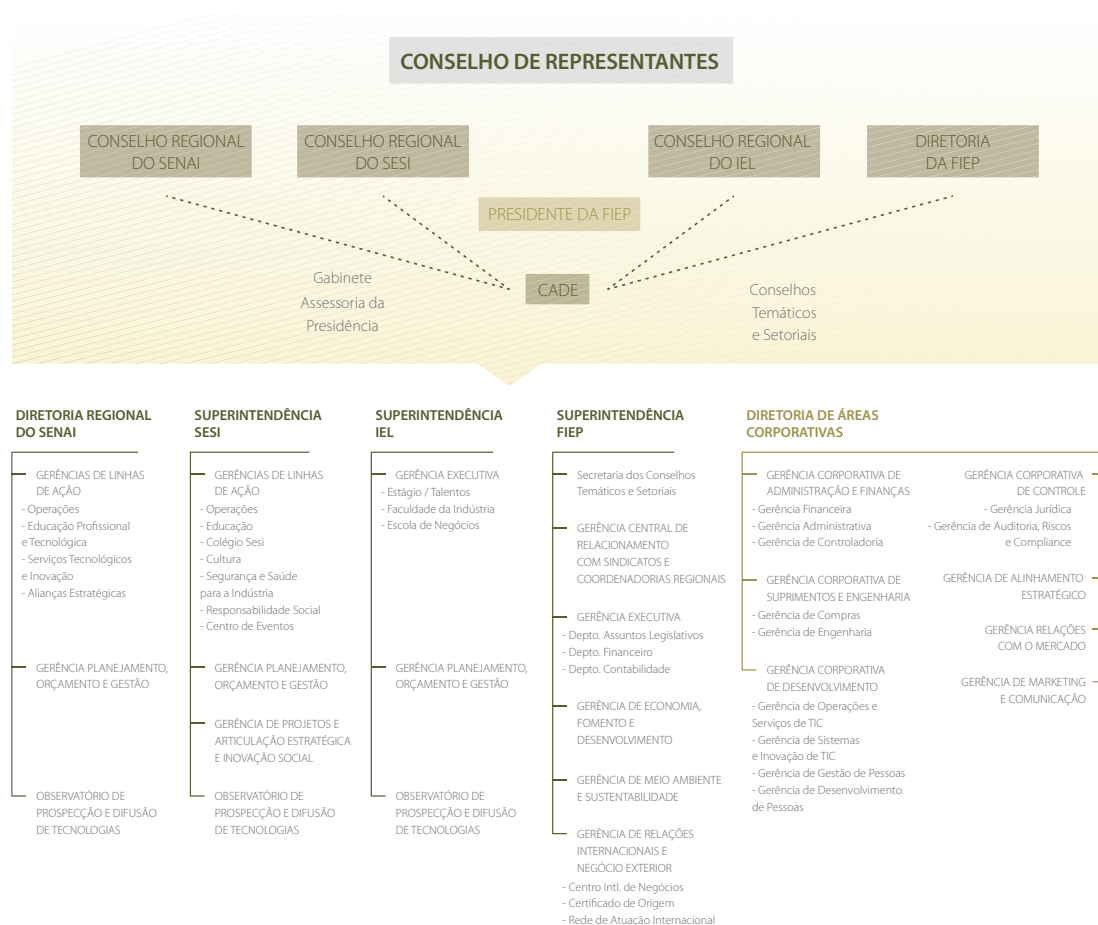 CONSELHO DE REPRESENTANTES
CONSELHO REGIONAL
DO SENAI
CONSELHO REGIONAL
DO SESI
CONSELHO REGIONAL
DO IEL
DIRETORIA
DA FIEP
PRESIDENTE DA FIEP
Gabinete
Assessoria da
Presidência
CADE
Conselhos
Temáticos
e Setoriais
DIRETORIA REGIONAL
DO SENAI
GERÊNCIAS DE LINHAS
DE AÇÃO
- Operações
- Educação Profissional
e Tecnológica
- Serviços Tecnológicos
e Inovação
- Alianças Estratégicas
GERÊNCIA PLANEJAMENTO,
ORÇAMENTO E GESTÃO
OBSERVATÓRIO DE
PROSPECÇÃO E DIFUSÃO
DE TECNOLOGIAS
SUPERINTENDÊNCIA
SESI
GERÊNCIAS DE LINHAS
DE AÇÃO
- Operações
- Educação
- Colégio Sesi
- Cultura
- Segurança e Saúde
para a Indústria
- Responsabilidade Social
- Centro de Eventos
GERÊNCIA PLANEJAMENTO,
ORÇAMENTO E GESTÃO
GERÊNCIA DE PROJETOS E
ARTICULAÇÃO ESTRATÉGICA
E INOVAÇÃO SOCIAL
OBSERVATÓRIO DE
PROSPECÇÃO E DIFUSÃO
DE TECNOLOGIAS
SUPERINTENDÊNCIA
IEL
GERÊNCIA EXECUTIVA
- Estágio / Talentos
- Faculdade da Indústria
- Escola de Negócios
GERÊNCIA PLANEJAMENTO,
ORÇAMENTO E GESTÃO
OBSERVATÓRIO DE
PROSPECÇÃO E DIFUSÃO
DE TECNOLOGIAS
SUPERINTENDÊNCIA
FIEP
Secretaria dos Conselhos
Temáticos e Setoriais
GERÊNCIA CENTRAL DE
RELACIONAMENTO
COM SINDICATOS E
COORDENADORIAS REGIONAIS
GERÊNCIA EXECUTIVA
- Depto. Assuntos Legislativos
- Depto. Financeiro
- Depto. Contabilidade
GERÊNCIA DE ECONOMIA,
FOMENTO E
DESENVOLVIMENTO
GERÊNCIA DE MEIO AMBIENTE
E SUSTENTABILIDADE
GERÊNCIA DE RELAÇÕES
INTERNACIONAIS E
NEGÓCIO EXTERIOR
- Centro Intl. de Negócios
- Certificado de Origem
- Rede de Atuação Internacional
DIRETORIA DE ÁREAS
CORPORATIVAS
GERÊNCIA CORPORATIVA DE
ADMINISTRAÇÃO E FINANÇAS
- Gerência Financeira
- Gerência Administrativa
- Gerência de Controladoria
GERÊNCIA CORPORATIVA DE
SUPRIMENTOS E ENGENHARIA
- Gerência de Compras
- Gerência de Engenharia
GERÊNCIA CORPORATIVA
DE DESENVOLVIMENTO
- Gerência de Operações e
Serviços de TIC
- Gerência de Sistemas
e Inovação de TIC
- Gerência de Gestão de Pessoas
- Gerência de Desenvolvimento
de Pessoas
GERÊNCIA CORPORATIVA
DE CONTROLE
- Gerência Jurídica
- Gerência de Auditoria, Riscos
e Compliance
GERÊNCIA DE ALINHAMENTO
ESTRATÉGICO
GERÊNCIA RELAÇÕES
COM O MERCADO
GERÊNCIA DE MARKETING
E COMUNICAÇÃO